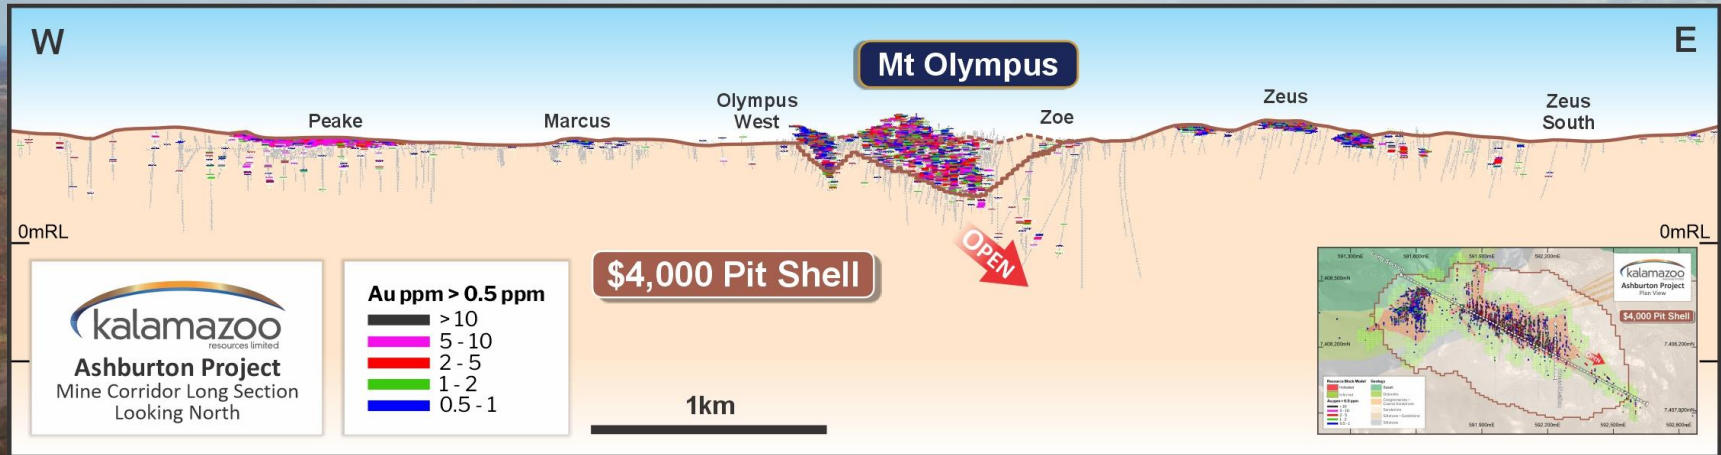 W
E
Mt Olympus
Peake
Marcus
Olympus
West
Zoe
Zeus
Zeus
South
0mRL
0mRL
OPEN
$4,000 Pit Shell
kalamazoo
resources limited
Ashburton Project
Mine Corridor Long Section
Looking North
Au ppm > 0.5 ppm
> 10
5 - 10
2 - 5
1 - 2
0.5 - 1
1km
kalamazoo
Ashburton Project
Plan View
$4,000 Pit Shell